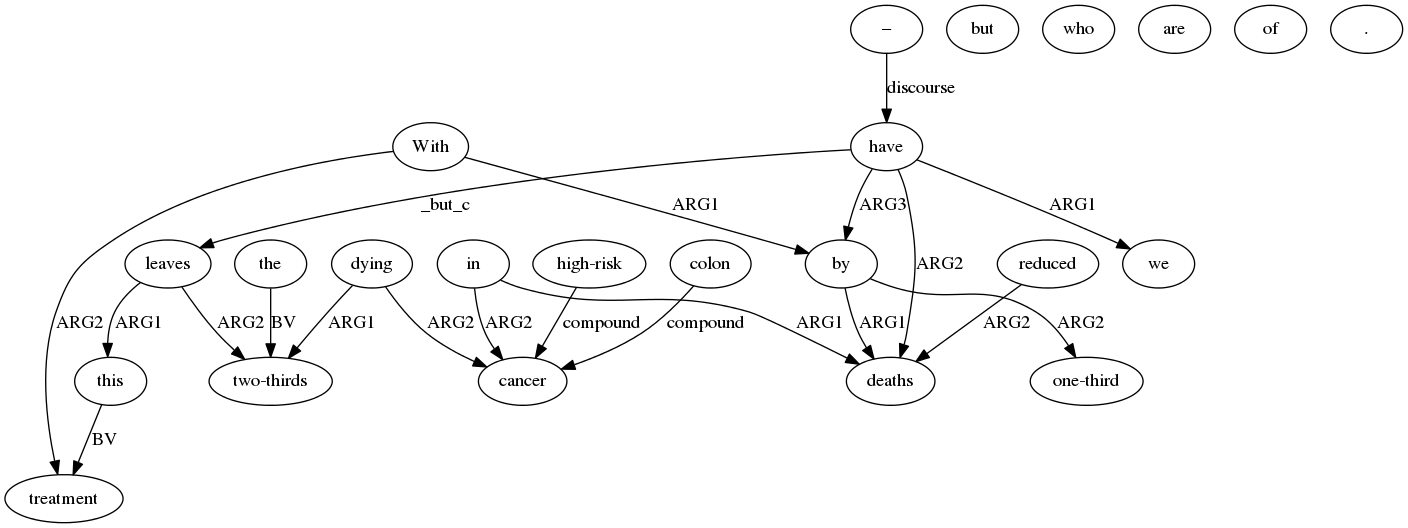 – but who are of .
discourse
With have
_but_c ARG1 ARG3 ARG1
leaves the dying in high-risk colon by reduced we
ARG2
ARG2 ARG1 ARG2 BV ARG1 ARG2 ARG2 compound compound ARG1 ARG1 ARG2 ARG2
this two-thirds cancer deaths one-third
BV
treatment